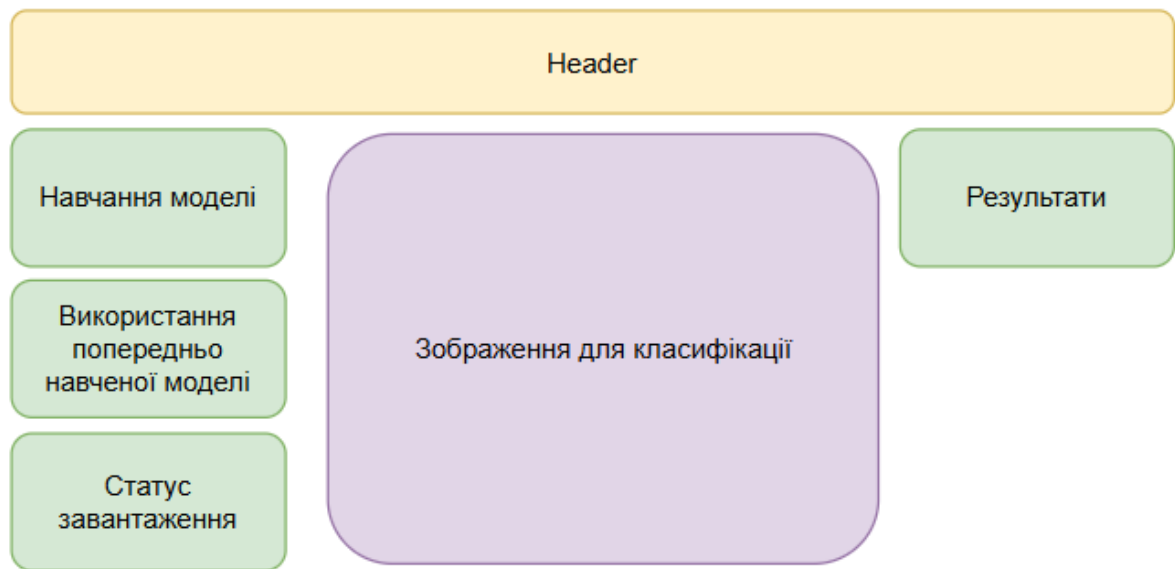 Header
Навчання моделі
Результати
Використання
попередньо
навченої моделі
Зображення для класифікації
Статус
завантаження